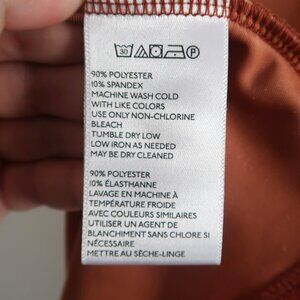 30 P
90% POLYESTER
10% SPANDEX
MACHINE WASH COLD
WITH LIKE COLORS
USE ONLY NON-CHLORINE
BLEACH
TUMBLE DRY LOW
LOW IRON AS NEEDED
MAY BE DRY CLEANED
90% POLYESTER
10% ÉLASTHANNE
LAVAGE EN MACHINE À
TEMPÉRATURE FROIDE
AVEC COULEURS SIMILAIRES
UTILISER UN AGENT DE
BLANCHIMENT SANS CHLORE SI
NÉCESSAIRE
METTRE AU SÈCHE-LINGE